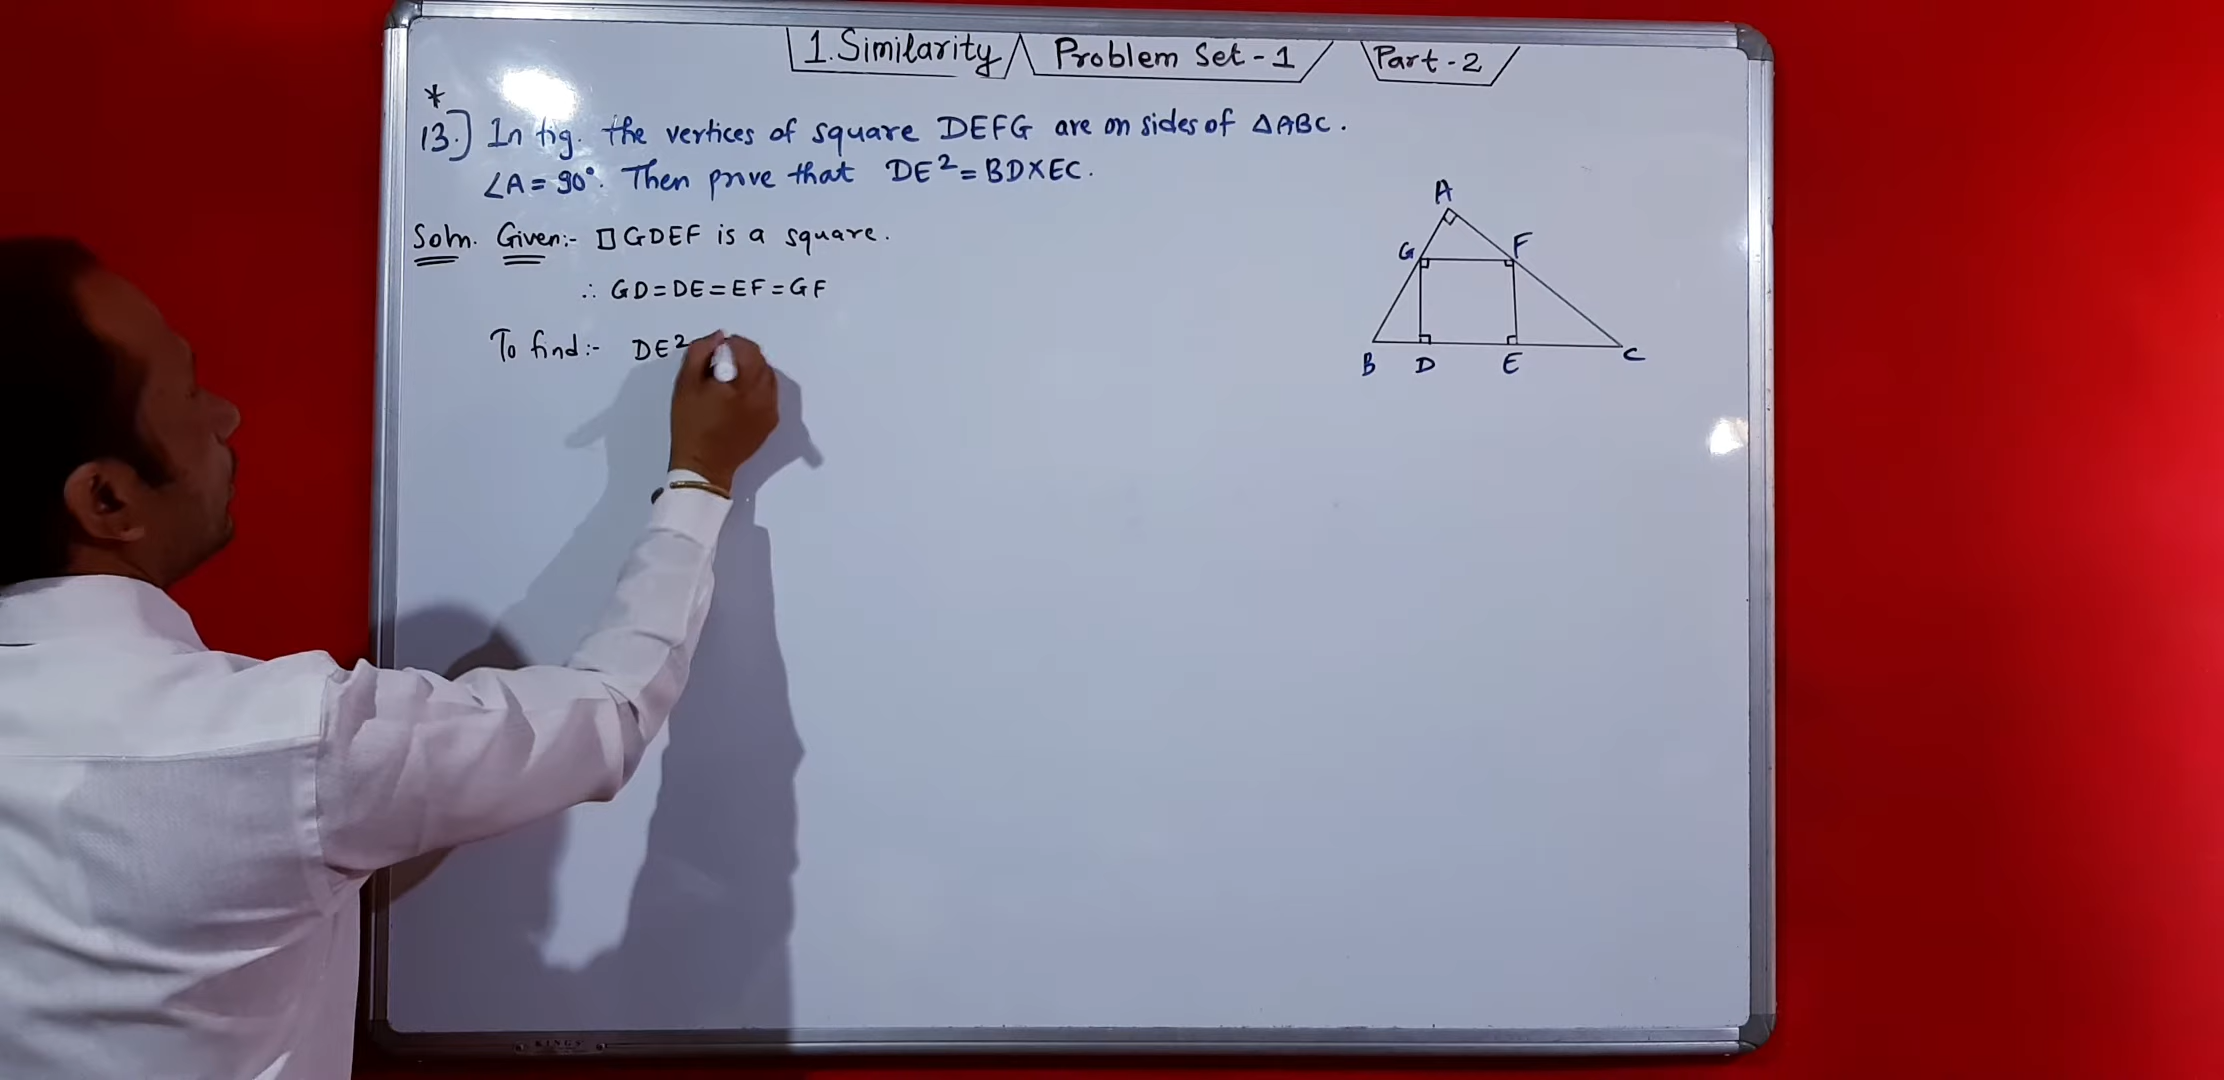 1. Similarity Problem Set - 1 Part - 2
*
13.] In fig. the vertices of square DEFG are on sides of △ABC.
∠A = 90°. Then prove that DE² = BD×EC.
Soln. Given:- □GDEF is a square.
∴ GD = DE = EF = GF
To find:- DE²
A
G F
B D E C
KINGS